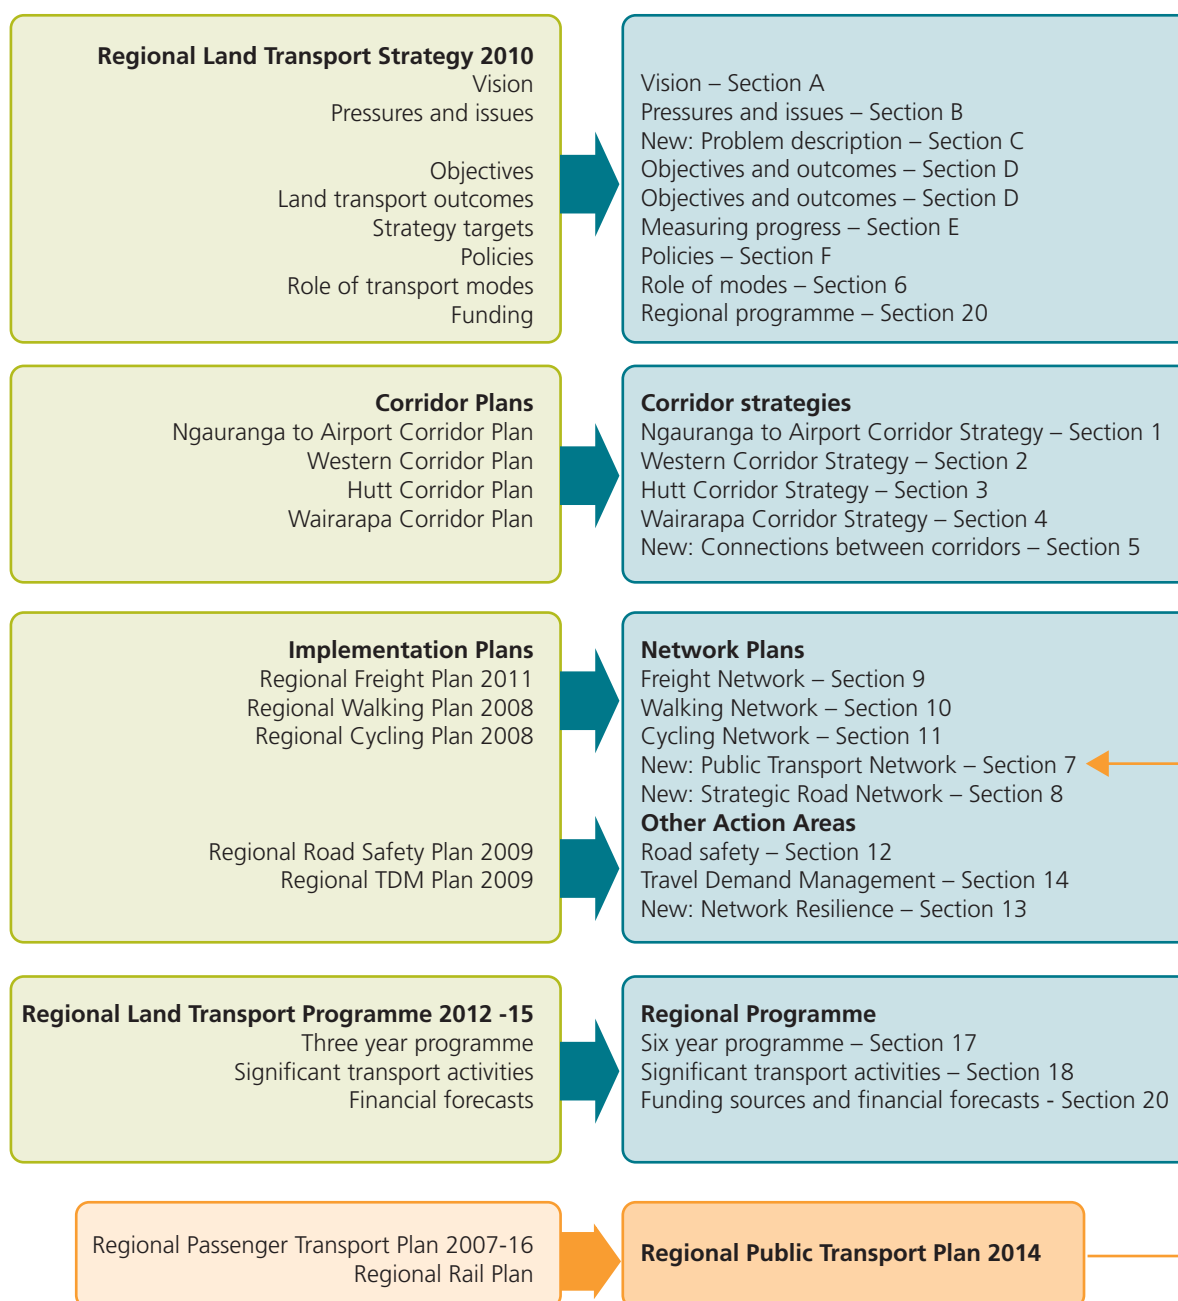 Regional Land Transport Strategy 2010
Vision
Pressures and issues
Objectives
Land transport outcomes
Strategy targets
Policies
Role of transport modes
Funding
Vision – Section A
Pressures and issues – Section B
New: Problem description – Section C
Objectives and outcomes – Section D
Objectives and outcomes – Section D
Measuring progress – Section E
Policies – Section F
Role of modes – Section 6
Regional programme – Section 20
Corridor Plans
Ngauranga to Airport Corridor Plan
Western Corridor Plan
Hutt Corridor Plan
Wairarapa Corridor Plan
Corridor strategies
Ngauranga to Airport Corridor Strategy – Section 1
Western Corridor Strategy – Section 2
Hutt Corridor Strategy – Section 3
Wairarapa Corridor Strategy – Section 4
New: Connections between corridors – Section 5
Implementation Plans
Regional Freight Plan 2011
Regional Walking Plan 2008
Regional Cycling Plan 2008
Regional Road Safety Plan 2009
Regional TDM Plan 2009
Network Plans
Freight Network – Section 9
Walking Network – Section 10
Cycling Network – Section 11
New: Public Transport Network – Section 7
New: Strategic Road Network – Section 8
Other Action Areas
Road safety – Section 12
Travel Demand Management – Section 14
New: Network Resilience – Section 13
Regional Land Transport Programme 2012 -15
Three year programme
Significant transport activities
Financial forecasts
Regional Programme
Six year programme – Section 17
Significant transport activities – Section 18
Funding sources and financial forecasts - Section 20
Regional Passenger Transport Plan 2007-16
Regional Rail Plan
Regional Public Transport Plan 2014